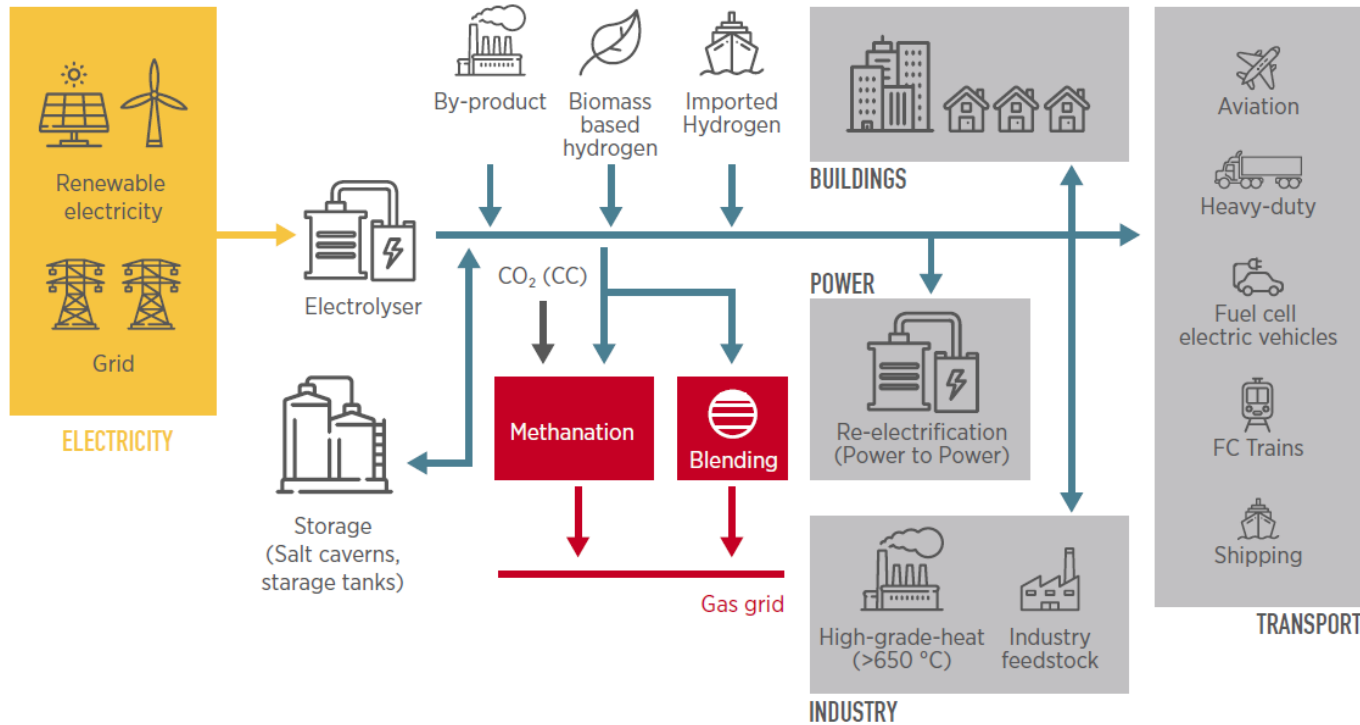 Renewable
electricity
Grid
ELECTRICITY
Electrolyser
Storage
(Salt caverns,
starage tanks)
By-product
Biomass
based
hydrogen
Imported
Hydrogen
CO₂ (CC)
Methanation
Blending
Gas grid
BUILDINGS
POWER
Re-electrification
(Power to Power)
High-grade-heat
(>650 °C)
Industry
feedstock
INDUSTRY
Aviation
Heavy-duty
Fuel cell
electric vehicles
FC Trains
Shipping
TRANSPORT